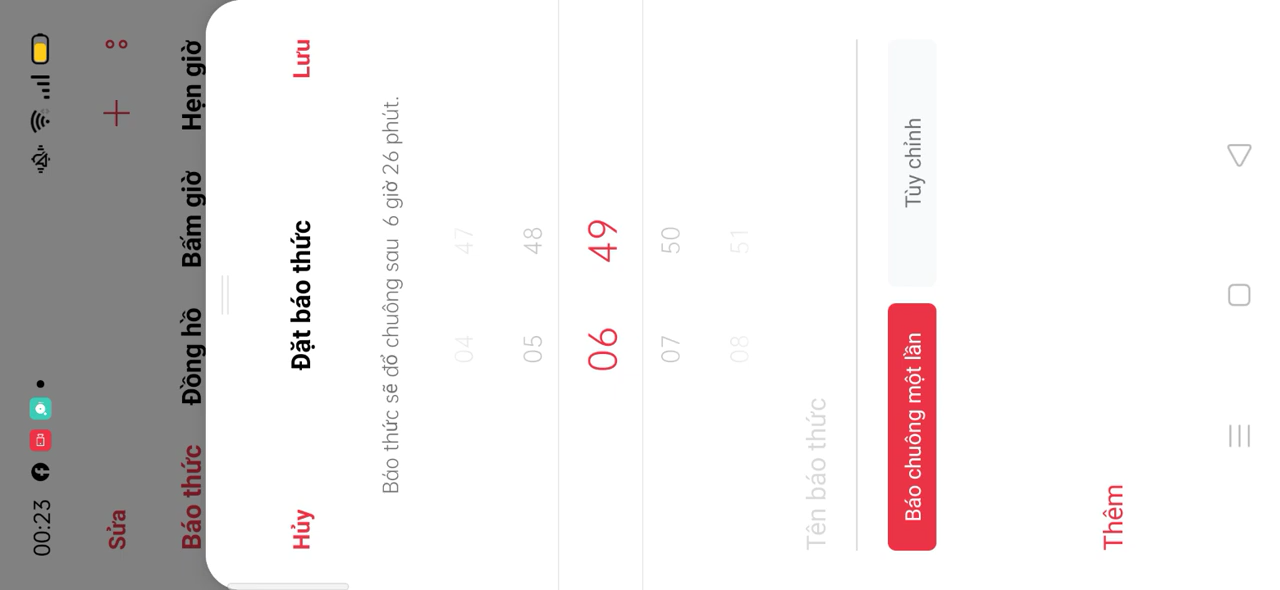 00:23
Sửa
Báo thức Đồng hồ Bấm giờ Hẹn giờ
Hủy Đặt báo thức Lưu
Báo thức sẽ đổ chuông sau 6 giờ 26 phút.
04 47
05 48
06 49
07 50
08 51
Tên báo thức
Báo chuông một lần Tùy chỉnh
Thêm